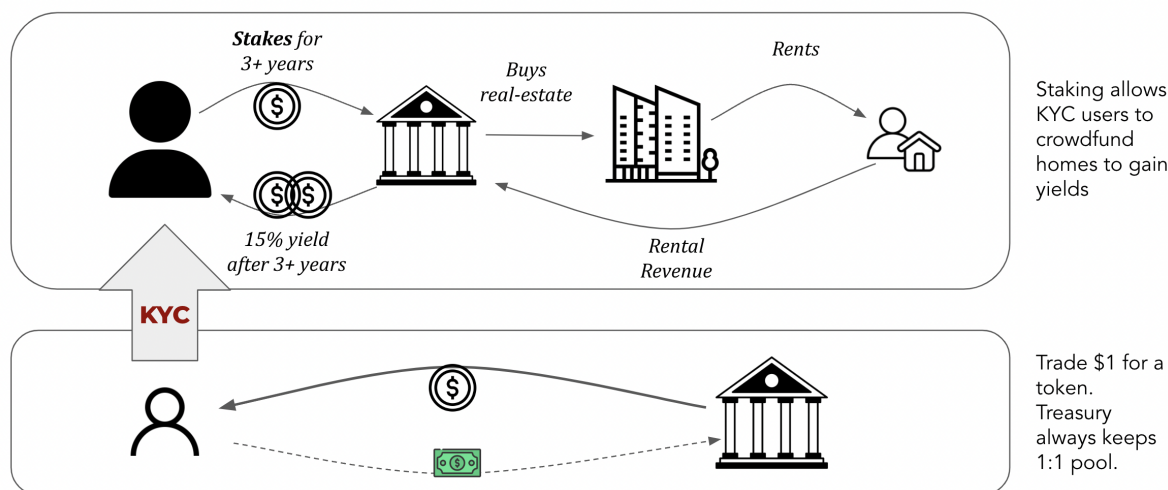 Stakes for
3+ years
Buys
real-estate
Rents
$
$ $
15% yield
after 3+ years
Rental
Revenue
Staking allows
KYC users to
crowdfund
homes to gain
yields
KYC
$
$
Trade $1 for a
token.
Treasury
always keeps
1:1 pool.